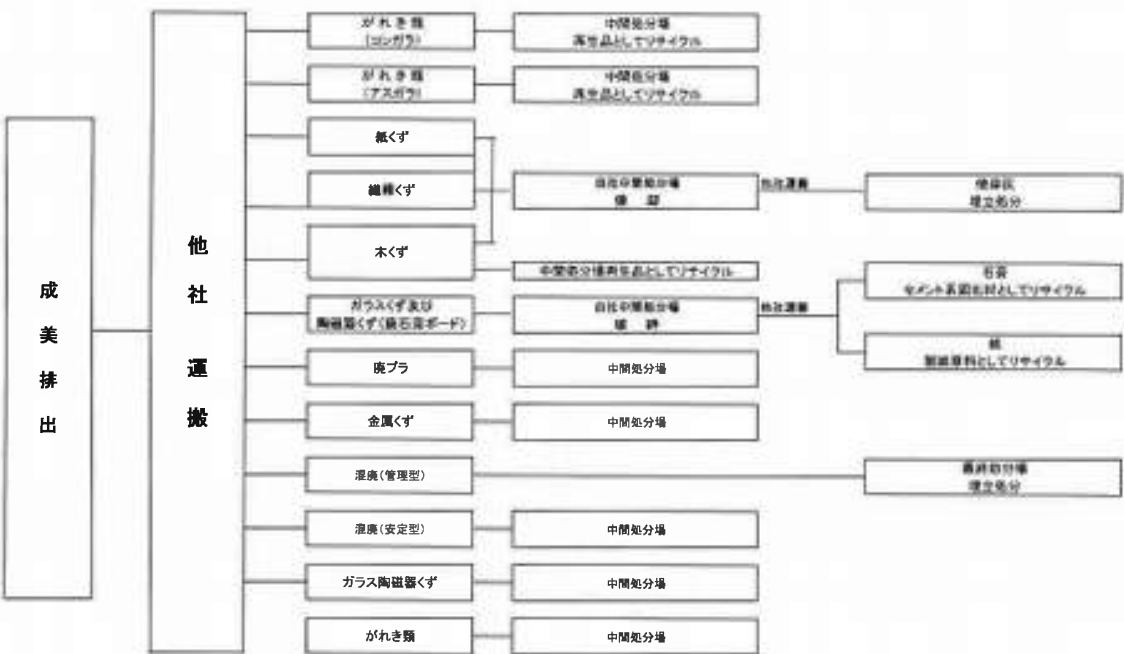 成美排出
他社運搬
がれき類
(コンガラ)
中間処分場
再生品としてリサイクル
がれき類
(アスガラ)
中間処分場
再生品としてリサイクル
紙くず
繊維くず
自社中間処分場
焼却
他社運搬
埋立処分
木くず
中間処分場再生品としてリサイクル
ガラスくず及び
陶磁器くず(廃石膏ボード)
自社中間処分場
破砕
他社運搬
石膏
セメント系固化材としてリサイクル
紙
製紙原料としてリサイクル
廃プラ
中間処分場
金属くず
中間処分場
混廃(管理型)
最終処分場
埋立処分
混廃(安定型)
中間処分場
ガラス陶磁器くず
中間処分場
がれき類
中間処分場